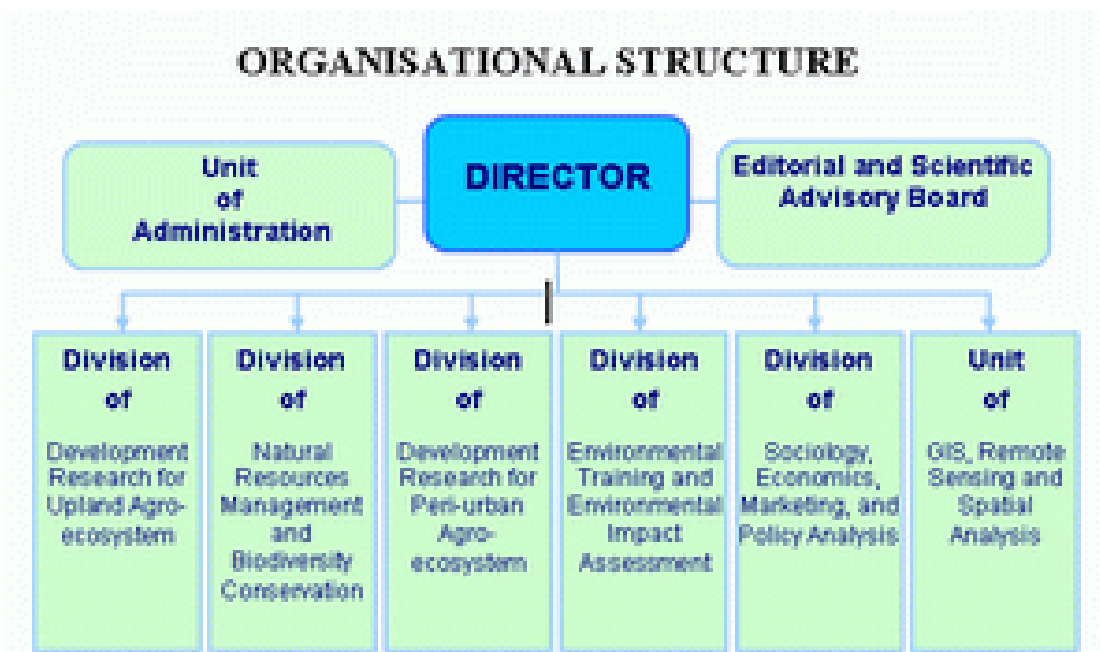 ORGANISATIONAL STRUCTURE
Unit
of
Administration
DIRECTOR
Editorial and Scientific
Advisory Board
Division
of
Development
Research for
Upland Agro-
ecosystem
Division
of
Natural
Resources
Management
and
Biodiversity
Conservation
Division
of
Development
Research for
Peri-urban
Agro-
ecosystem
Division
of
Environmental
Training and
Environmental
Impact
Assessment
Division
of
Sociology,
Economics,
Marketing, and
Policy Analysis
Unit
of
GIS, Remote
Sensing and
Spatial
Analysis